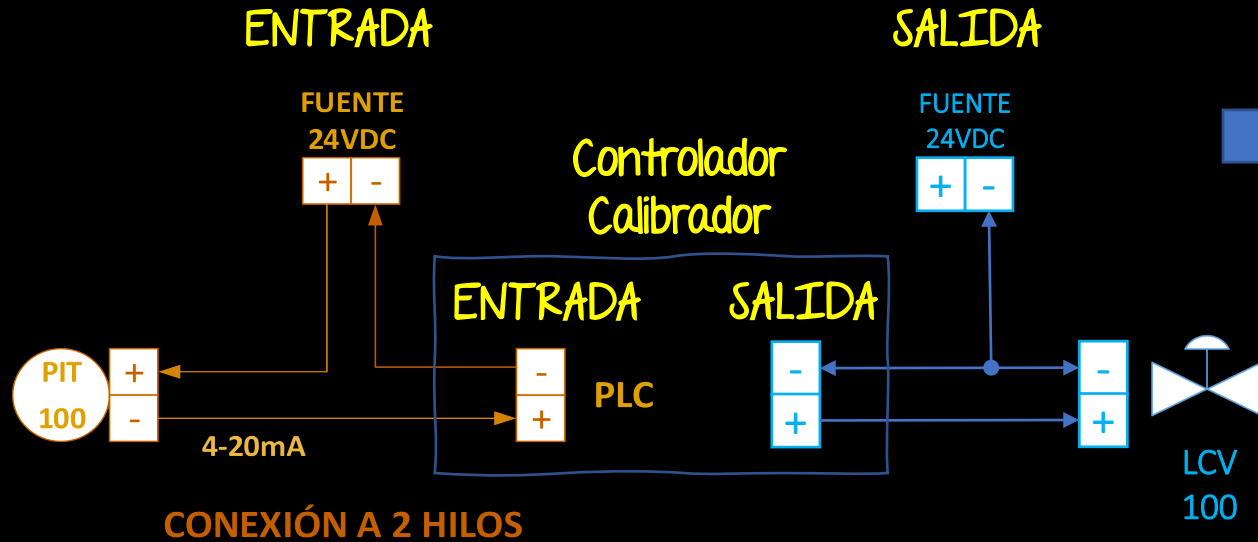 ENTRADA
SALIDA
FUENTE
24VDC
+ -
FUENTE
24VDC
+ -
Controlador
Calibrador
ENTRADA
SALIDA
PIT
100
+
-
-
+
PLC
-
+
-
+
4-20mA
LCV
100
CONEXIÓN A 2 HILOS